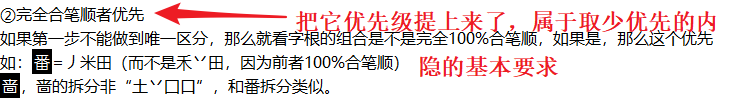 ②完全合笔顺者优先
把它优先级提上来了，属于取少优先的内
如果第一步不能做到唯一区分，那么就看字根的组合是不是完全100%合笔顺，如果是，那么这个优先
如：番=丿米田（而不是禾丷田，因为前者100%合笔顺）
隐的基本要求
啬，啬的拆分非“土丷囗口”，和番拆分类似。